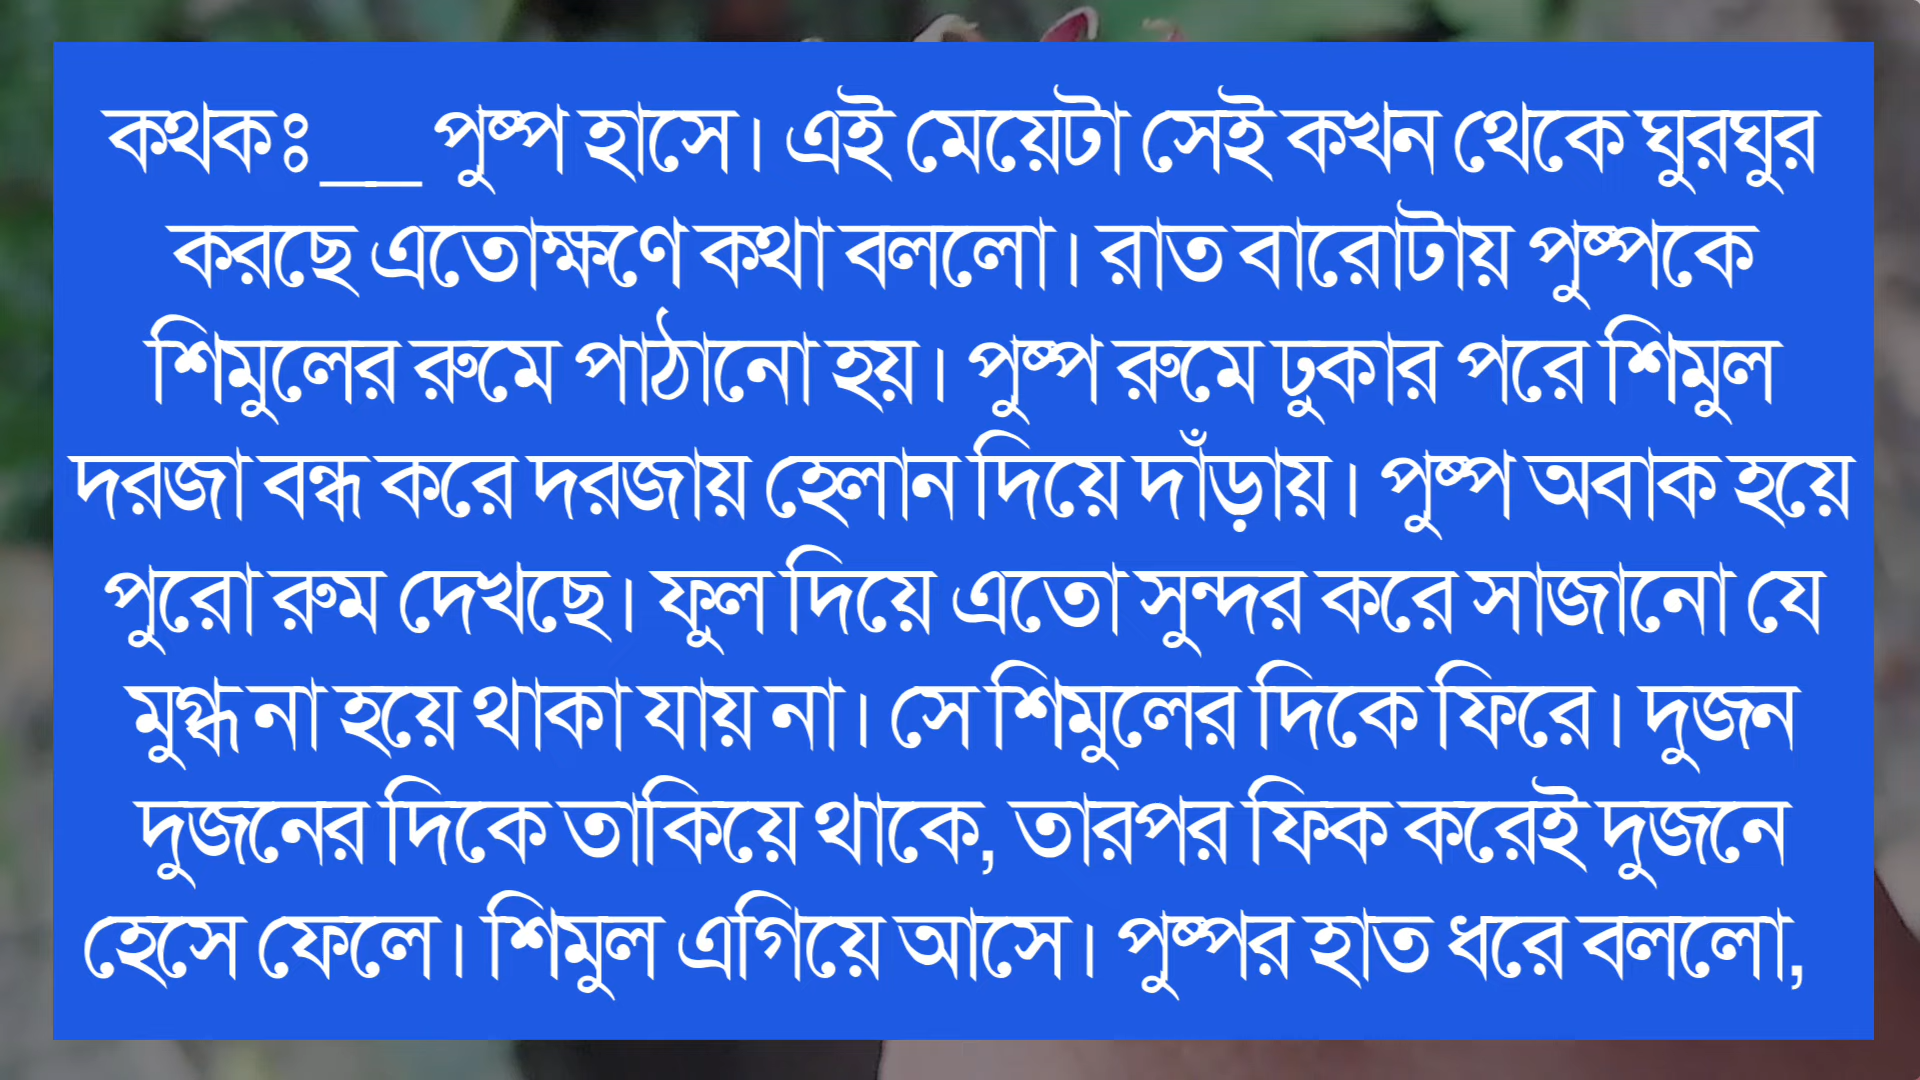 কথকঃ__ পুষ্প হাসে। এই মেয়েটা সেই কখন থেকে ঘুরঘুর
করছে এতোক্ষণে কথা বললো। রাত বারোটায় পুষ্পকে
শিমুলের রুমে পাঠানো হয়। পুষ্প রুমে ঢুকার পরে শিমুল
দরজা বন্ধ করে দরজায় হেলান দিয়ে দাঁড়ায়। পুষ্প অবাক হয়ে
পুরো রুম দেখছে। ফুল দিয়ে এতো সুন্দর করে সাজানো যে
মুগ্ধ না হয়ে থাকা যায় না। সে শিমুলের দিকে ফিরে। দুজন
দুজনের দিকে তাকিয়ে থাকে, তারপর ফিক করেই দুজনে
হেসে ফেলে। শিমুল এগিয়ে আসে। পুষ্পর হাত ধরে বললো,